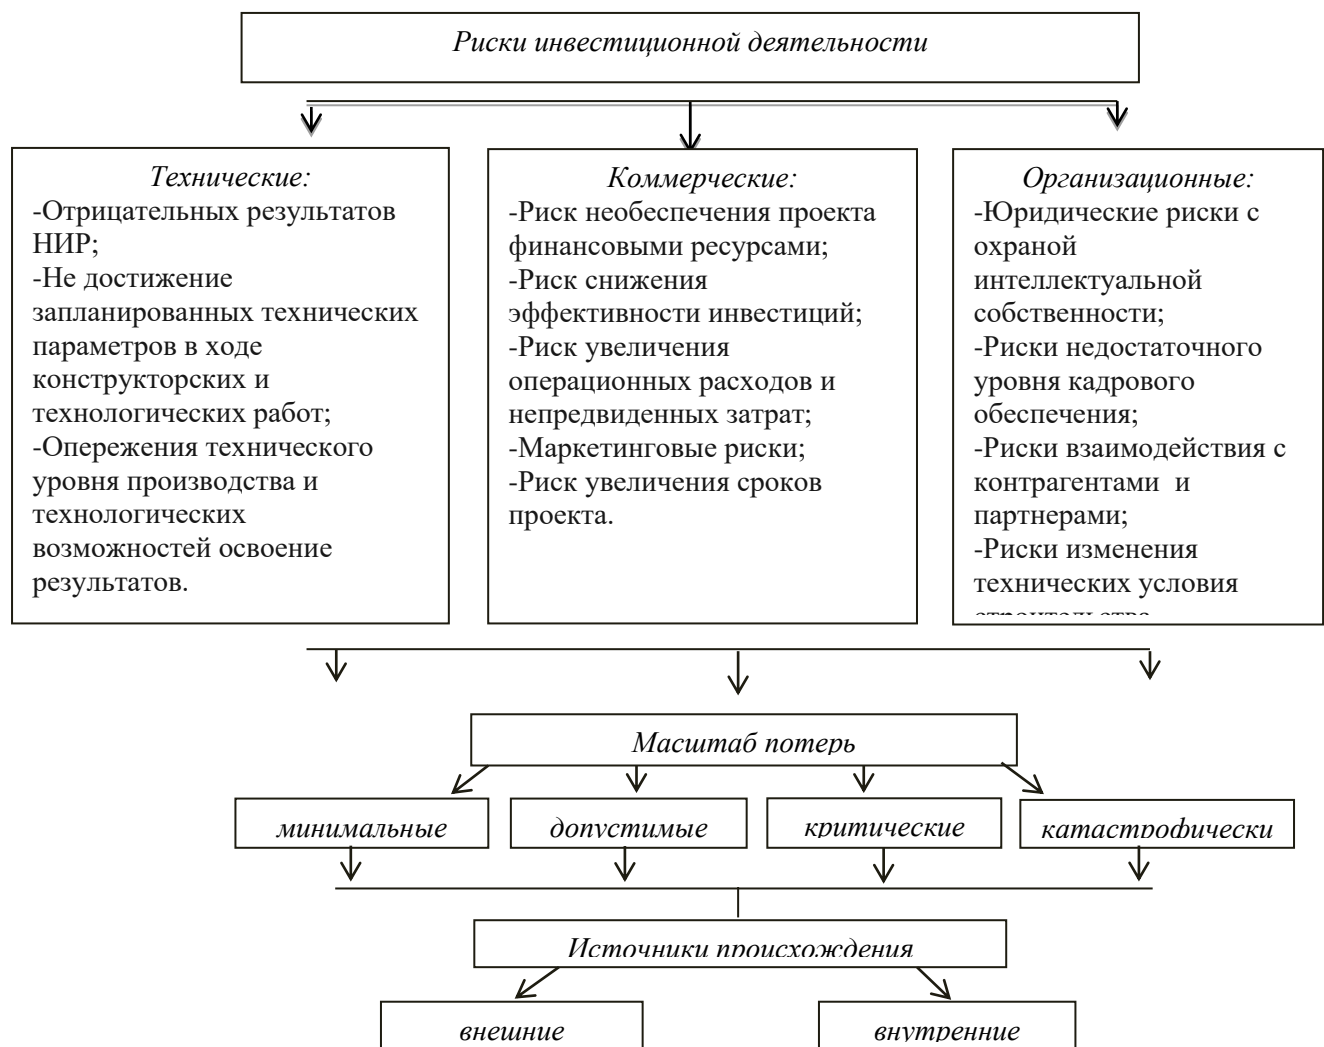 Риски инвестиционной деятельности
Технические:
-Отрицательных результатов
НИР;
-Не достижение
запланированных технических
параметров в ходе
конструкторских и
технологических работ;
-Опережения технического
уровня производства и
технологических
возможностей освоение
результатов.
Коммерческие:
-Риск необеспечения проекта
финансовыми ресурсами;
-Риск снижения
эффективности инвестиций;
-Риск увеличения
операционных расходов и
непредвиденных затрат;
-Маркетинговые риски;
-Риск увеличения сроков
проекта.
Организационные:
-Юридические риски с
охраной
интеллектуальной
собственности;
-Риски недостаточного
уровня кадрового
обеспечения;
-Риски взаимодействия с
контрагентами и
партнерами;
-Риски изменения
технических условия
строительства
Масштаб потерь
минимальные
допустимые
критические
катастрофически
Источники происхождения
внешние
внутренние